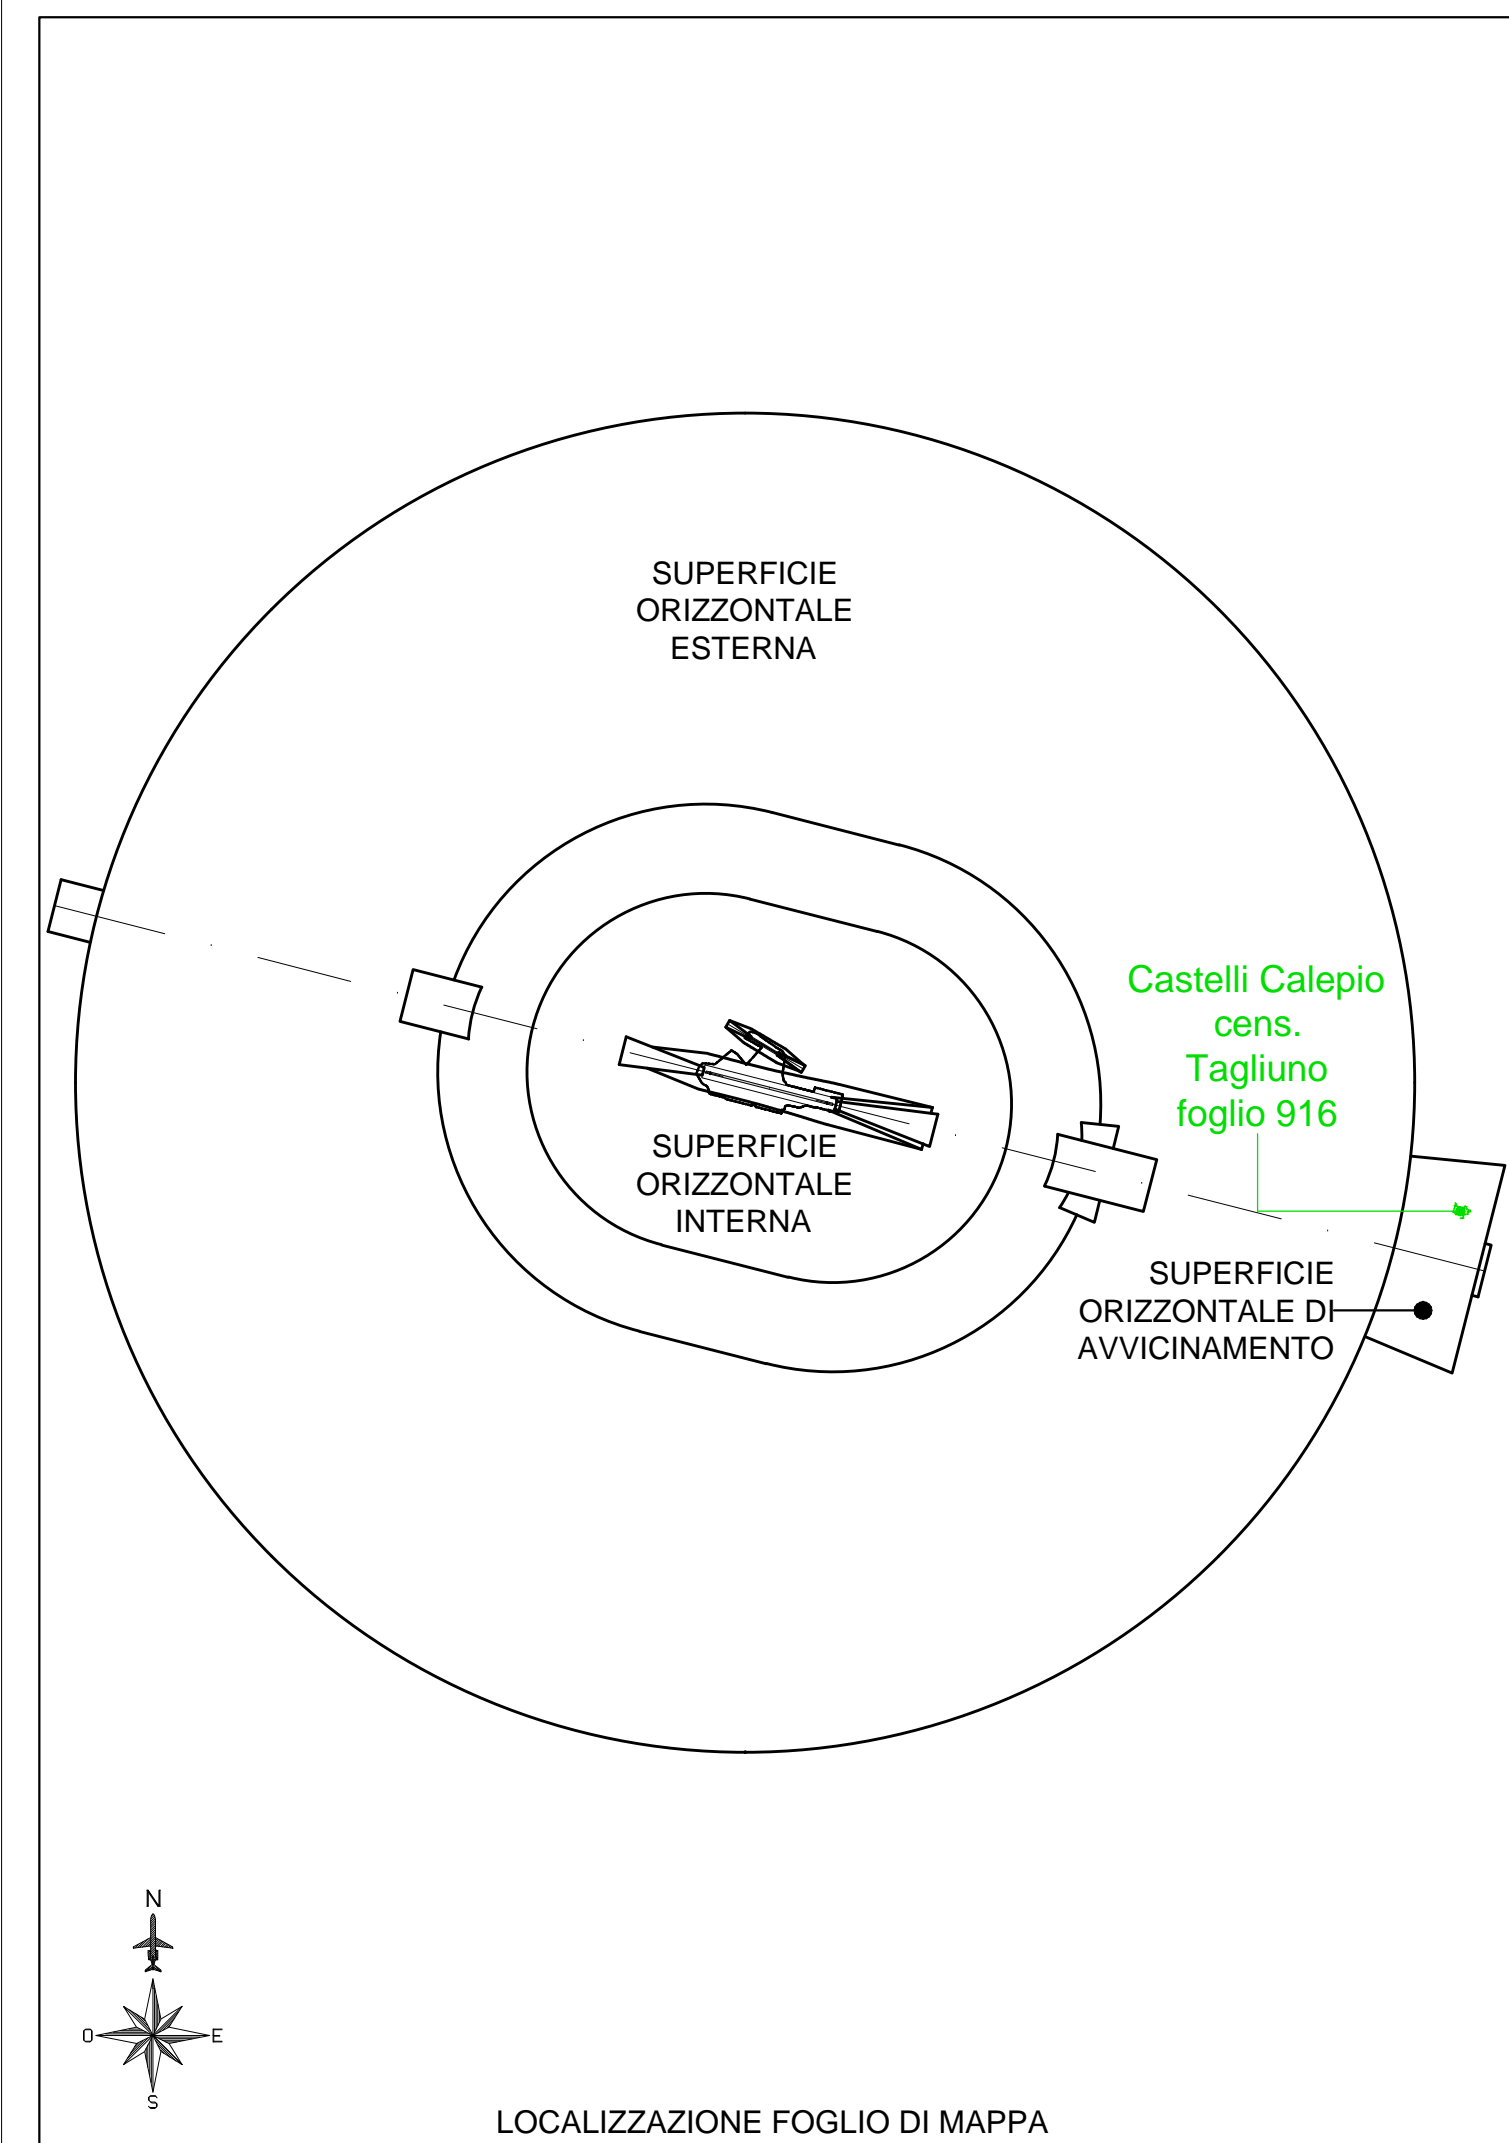 SUPERFICIE
ORIZZONTALE
ESTERNA
Castelli Calepio
cens.
Tagliuno
foglio 916
SUPERFICIE
ORIZZONTALE
INTERNA
SUPERFICIE
ORIZZONTALE DI
AVVICINAMENTO
N
O
E
S
LOCALIZZAZIONE FOGLIO DI MAPPA